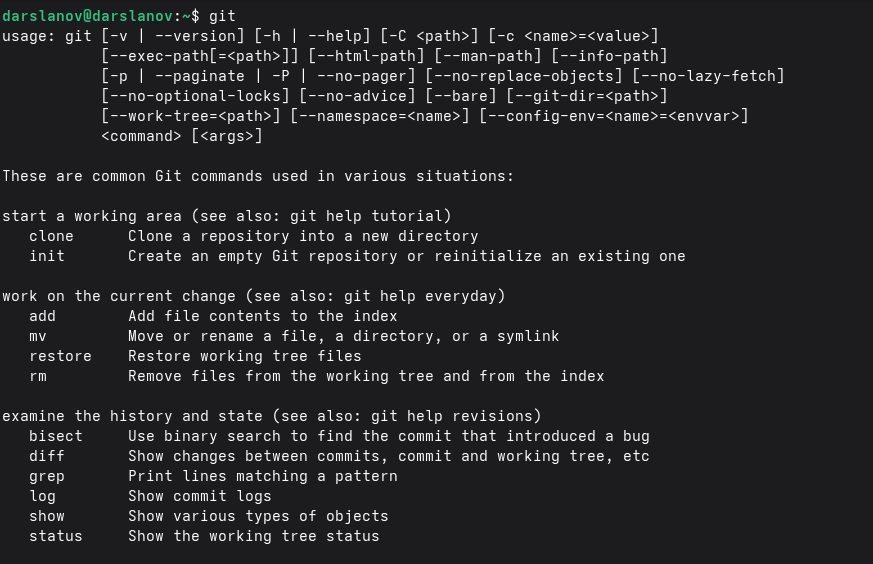 darslanov@darslanov:~$ git
usage: git [-v | --version] [-h | --help] [-C <path>] [-c <name>=<value>]
           [--exec-path[=<path>]] [--html-path] [--man-path] [--info-path]
           [-p | --paginate | -P | --no-pager] [--no-replace-objects] [--no-lazy-fetch]
           [--no-optional-locks] [--no-advice] [--bare] [--git-dir=<path>]
           [--work-tree=<path>] [--namespace=<name>] [--config-env=<name>=<envvar>]
           <command> [<args>]

These are common Git commands used in various situations:

start a working area (see also: git help tutorial)
   clone      Clone a repository into a new directory
   init       Create an empty Git repository or reinitialize an existing one

work on the current change (see also: git help everyday)
   add        Add file contents to the index
   mv         Move or rename a file, a directory, or a symlink
   restore    Restore working tree files
   rm         Remove files from the working tree and from the index

examine the history and state (see also: git help revisions)
   bisect     Use binary search to find the commit that introduced a bug
   diff       Show changes between commits, commit and working tree, etc
   grep       Print lines matching a pattern
   log        Show commit logs
   show       Show various types of objects
   status     Show the working tree status